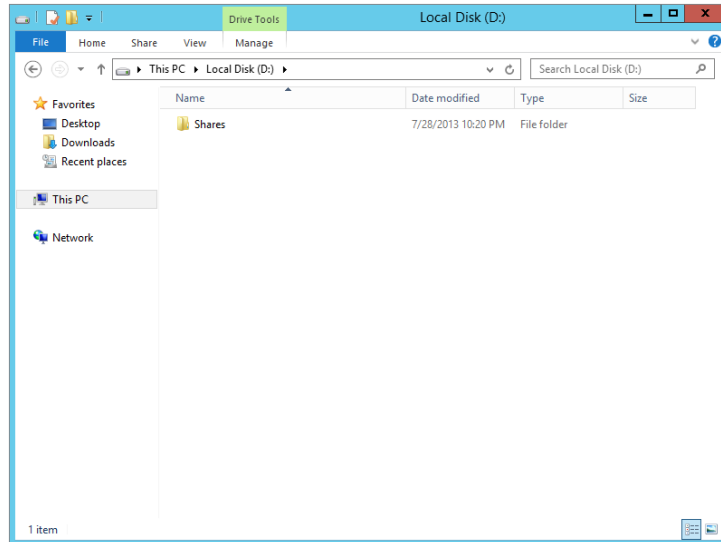 Drive Tools
Local Disk (D:)
File Home Share View Manage
This PC Local Disk (D:)
Search Local Disk (D:)
Name Date modified Type Size
Favorites
Desktop
Downloads
Recent places
This PC
Network
Shares 7/28/2013 10:20 PM File folder
1 item